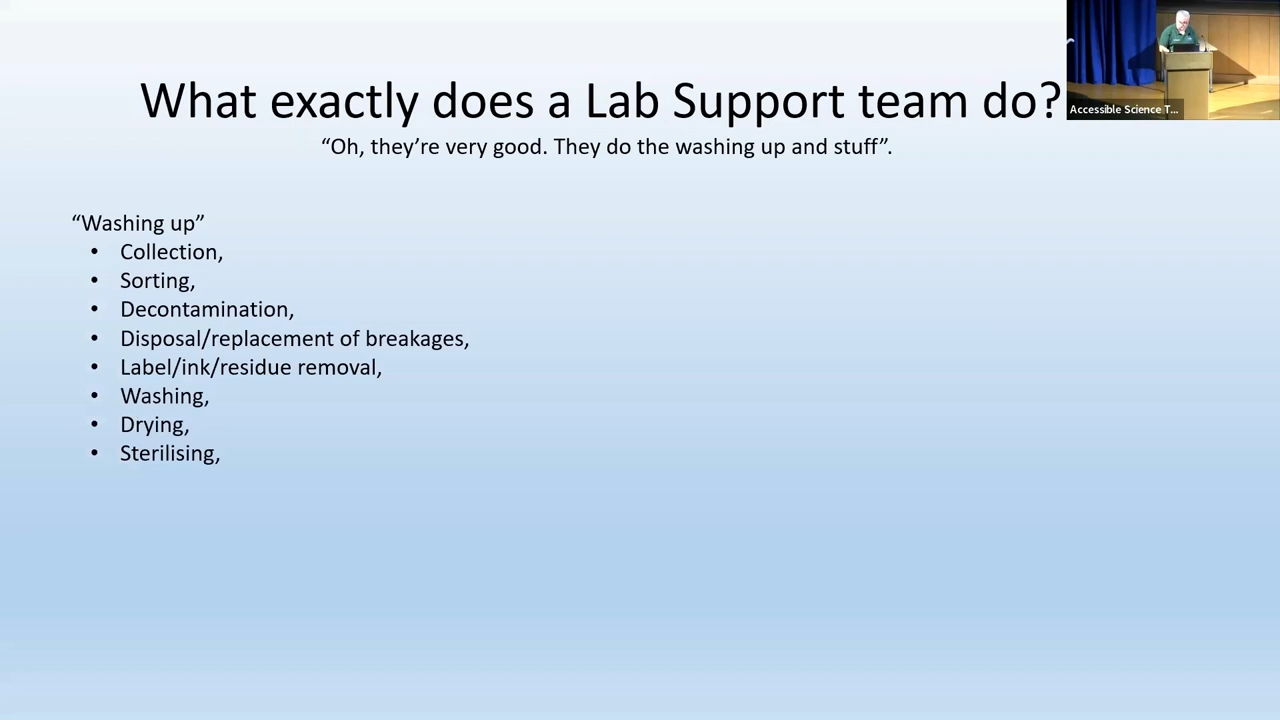 What exactly does a Lab Support team do?
“Oh, they’re very good. They do the washing up and stuff”.
“Washing up”
• Collection,
• Sorting,
• Decontamination,
• Disposal/replacement of breakages,
• Label/ink/residue removal,
• Washing,
• Drying,
• Sterilising,
Accessible Science T...